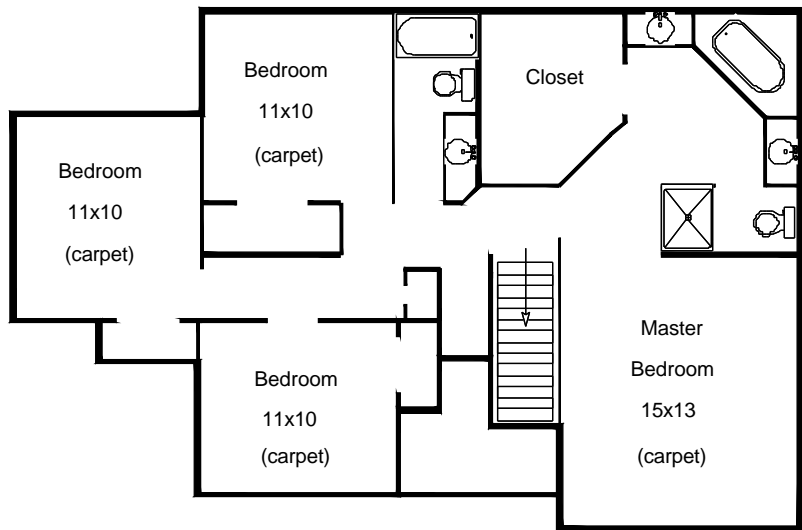 Bedroom
11x10
(carpet)
Closet
Bedroom
11x10
(carpet)
Master
Bedroom
15x13
(carpet)
Bedroom
11x10
(carpet)